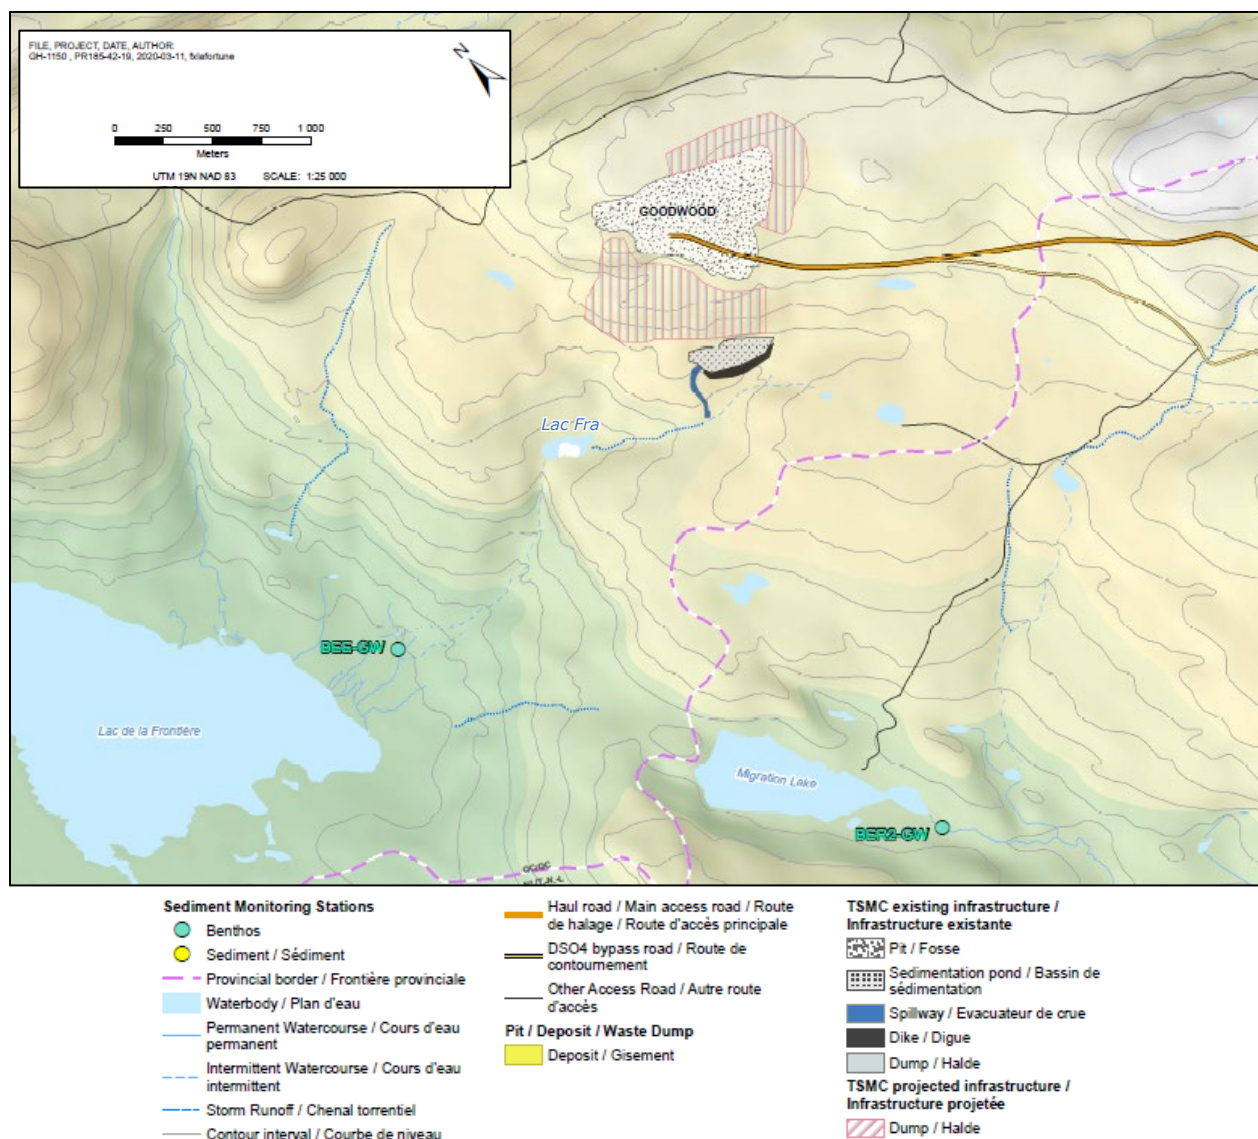 FILE, PROJECT, DATE, AUTHOR:
GH-1150 , PR185-42-19, 2020-03-11, fxlafortune
N
0 250 500 750 1 000
Meters
UTM 19N NAD 83 SCALE: 1:25 000
GOODWOOD
Lac Fra
BEE-GW
Lac de la Frontière
Migration Lake
BER2-GW
QC/QC
Sediment Monitoring Stations
Benthos
Sediment / Sédiment
Provincial border / Frontière provinciale
Waterbody / Plan d'eau
Permanent Watercourse / Cours d'eau
permanent
Intermittent Watercourse / Cours d'eau
intermittent
Storm Runoff / Chenal torrentiel
Contour interval / Courbe de niveau
Haul road / Main access road / Route
de halage / Route d'accès principale
DSO4 bypass road / Route de
contournement
Other Access Road / Autre route
d'accès
Pit / Deposit / Waste Dump
Deposit / Gisement
TSMC existing infrastructure /
Infrastructure existante
Pit / Fosse
Sedimentation pond / Bassin de
sédimentation
Spillway / Evacuateur de crue
Dike / Digue
Dump / Halde
TSMC projected infrastructure /
Infrastructure projetée
Dump / Halde